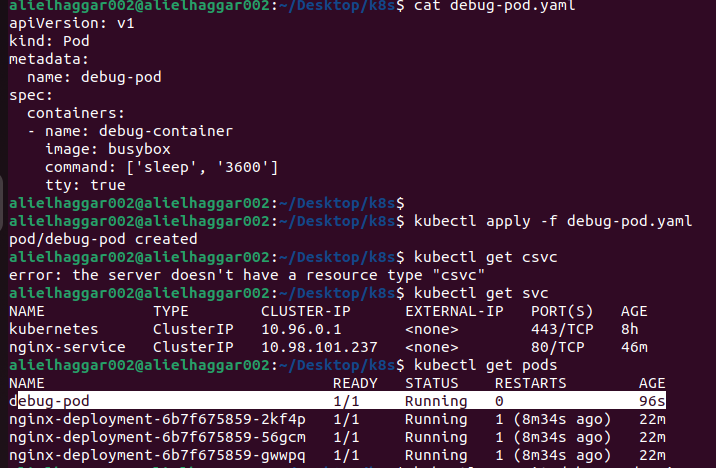 alielhaggar002@alielhaggar002:~/Desktop/k8s$ cat debug-pod.yaml
apiVersion: v1
kind: Pod
metadata:
  name: debug-pod
spec:
  containers:
  - name: debug-container
    image: busybox
    command: ['sleep', '3600']
    tty: true
alielhaggar002@alielhaggar002:~/Desktop/k8s$
alielhaggar002@alielhaggar002:~/Desktop/k8s$ kubectl apply -f debug-pod.yaml
pod/debug-pod created
alielhaggar002@alielhaggar002:~/Desktop/k8s$ kubectl get csvc
error: the server doesn't have a resource type "csvc"
alielhaggar002@alielhaggar002:~/Desktop/k8s$ kubectl get svc
NAME            TYPE        CLUSTER-IP      EXTERNAL-IP   PORT(S)   AGE
kubernetes      ClusterIP   10.96.0.1       <none>        443/TCP   8h
nginx-service   ClusterIP   10.98.101.237   <none>        80/TCP    46m
alielhaggar002@alielhaggar002:~/Desktop/k8s$ kubectl get pods
NAME                                READY   STATUS    RESTARTS        AGE
debug-pod                           1/1     Running   0               96s
nginx-deployment-6b7f675859-2kf4p   1/1     Running   1 (8m34s ago)   22m
nginx-deployment-6b7f675859-56gcm   1/1     Running   1 (8m34s ago)   22m
nginx-deployment-6b7f675859-gwwpq   1/1     Running   1 (8m34s ago)   22m